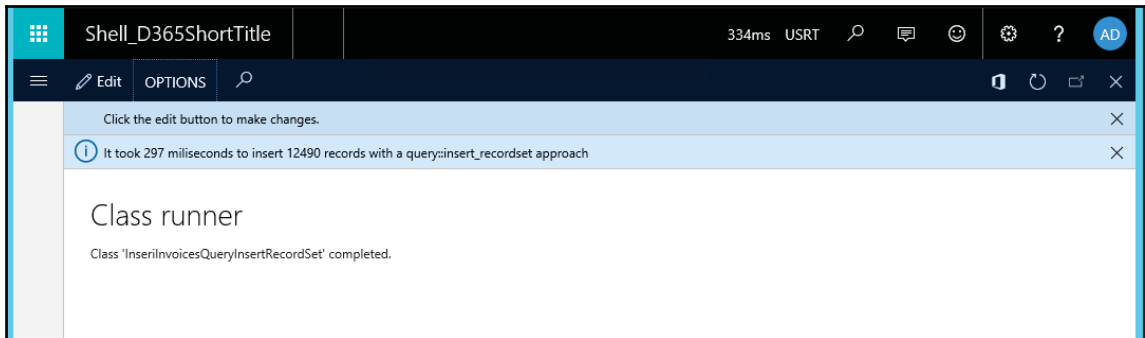 Shell_D365ShortTitle 334ms USRT ? AD
Edit OPTIONS
Click the edit button to make changes.
It took 297 miliseconds to insert 12490 records with a query::insert_recordset approach
Class runner
Class 'InserilnvoicesQueryInsertRecordSet' completed.